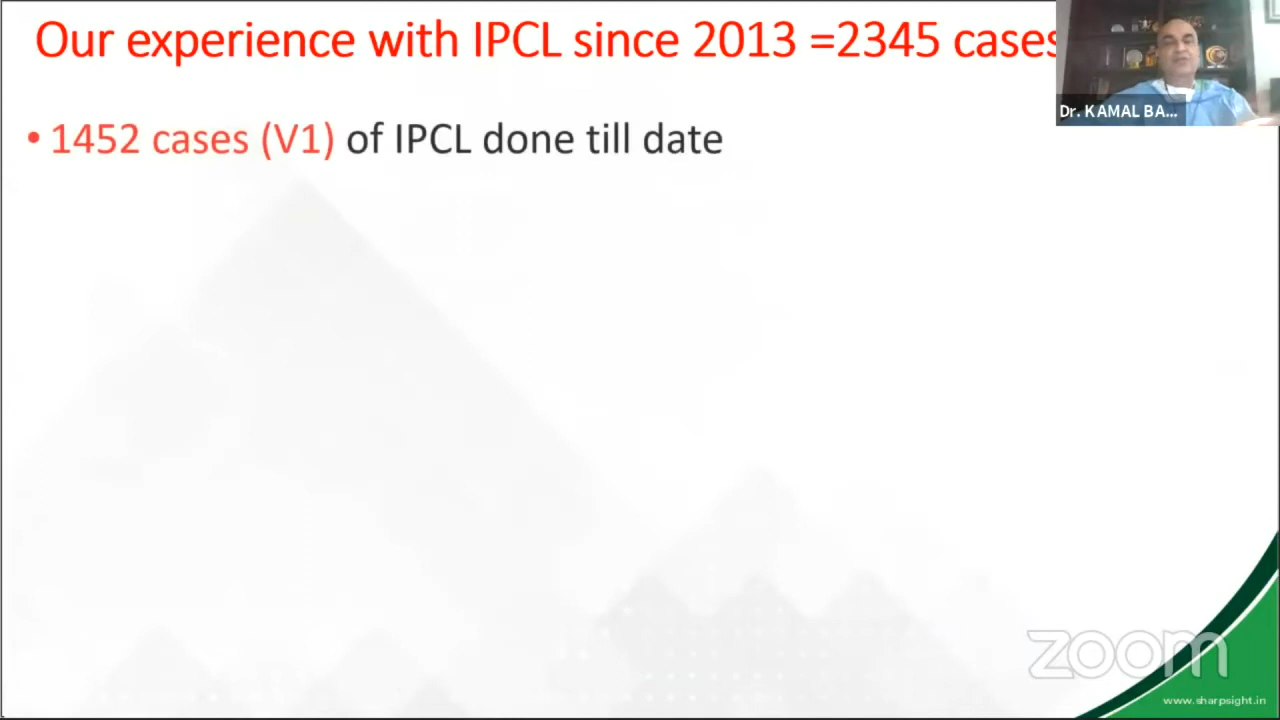 Our experience with IPCL since 2013 =2345 cases
Dr. KAMAL BA...
• 1452 cases (V1) of IPCL done till date
zoom
www.sharpsight.in